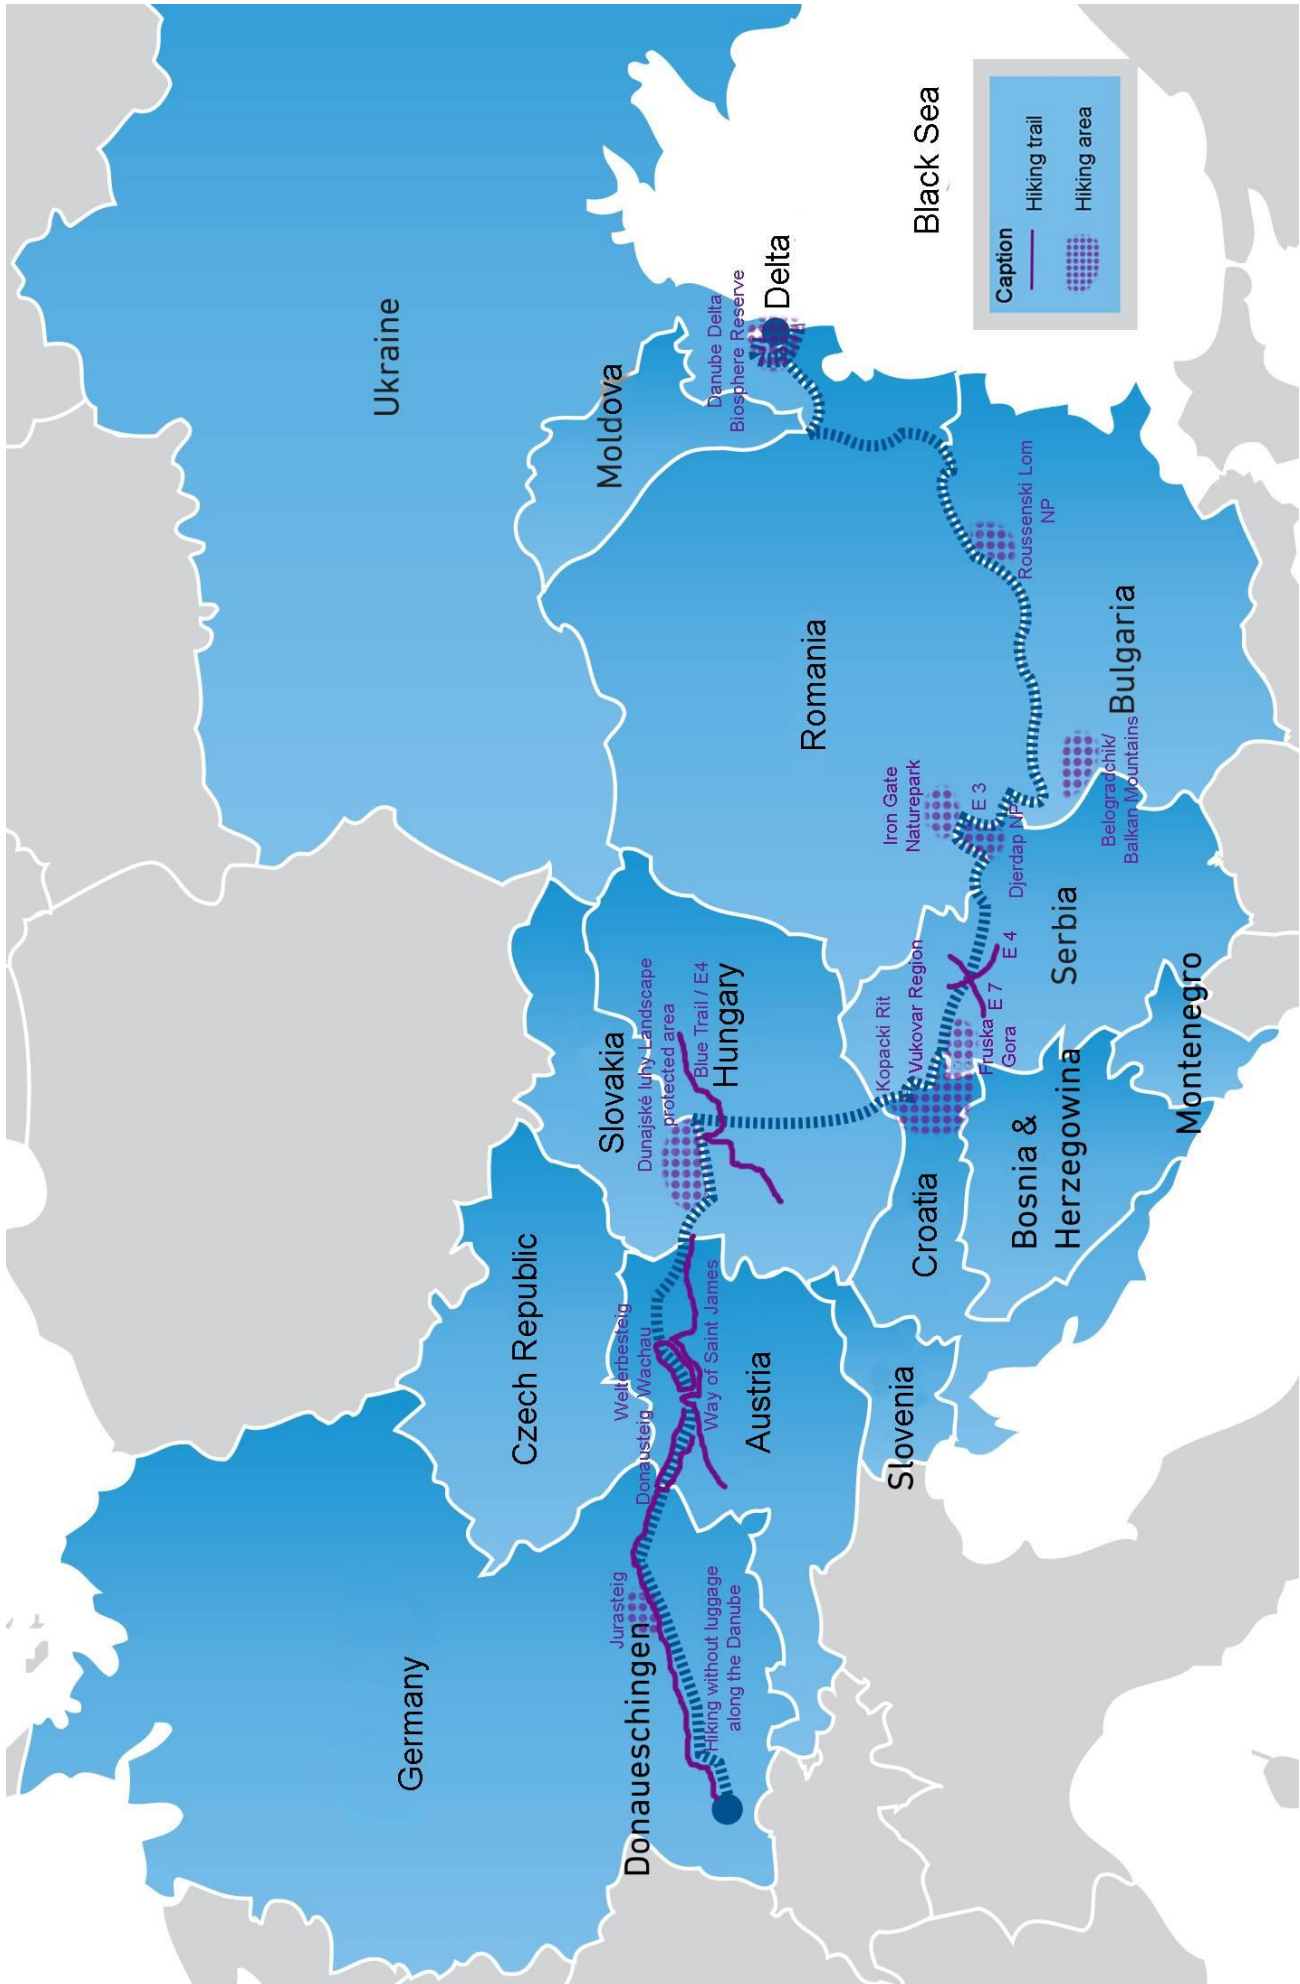 Germany
Czech Republic
Ukraine
Slovakia
Moldova
Donaueschingen
Jurasteig
Hiking without luggage
along the Danube
Donausteig
Welterbesteig
Wachau
Way of Saint James
Austria
Dunajské luhy Landscape
protected area
Blue Trail / E4
Hungary
Romania
Danube Delta
Biosphere Reserve
Delta
Black Sea
Slovenia
Croatia
Kopacki Rit
Vukovar Region
Fruska
Gora
E 7
E 4
Iron Gate
Naturepark
E 3
Djerdap NP
Roussenski Lom
NP
Bosnia &
Herzegowina
Serbia
Belogradchik/
Balkan Mountains
Bulgaria
Montenegro
Caption
Hiking trail
Hiking area